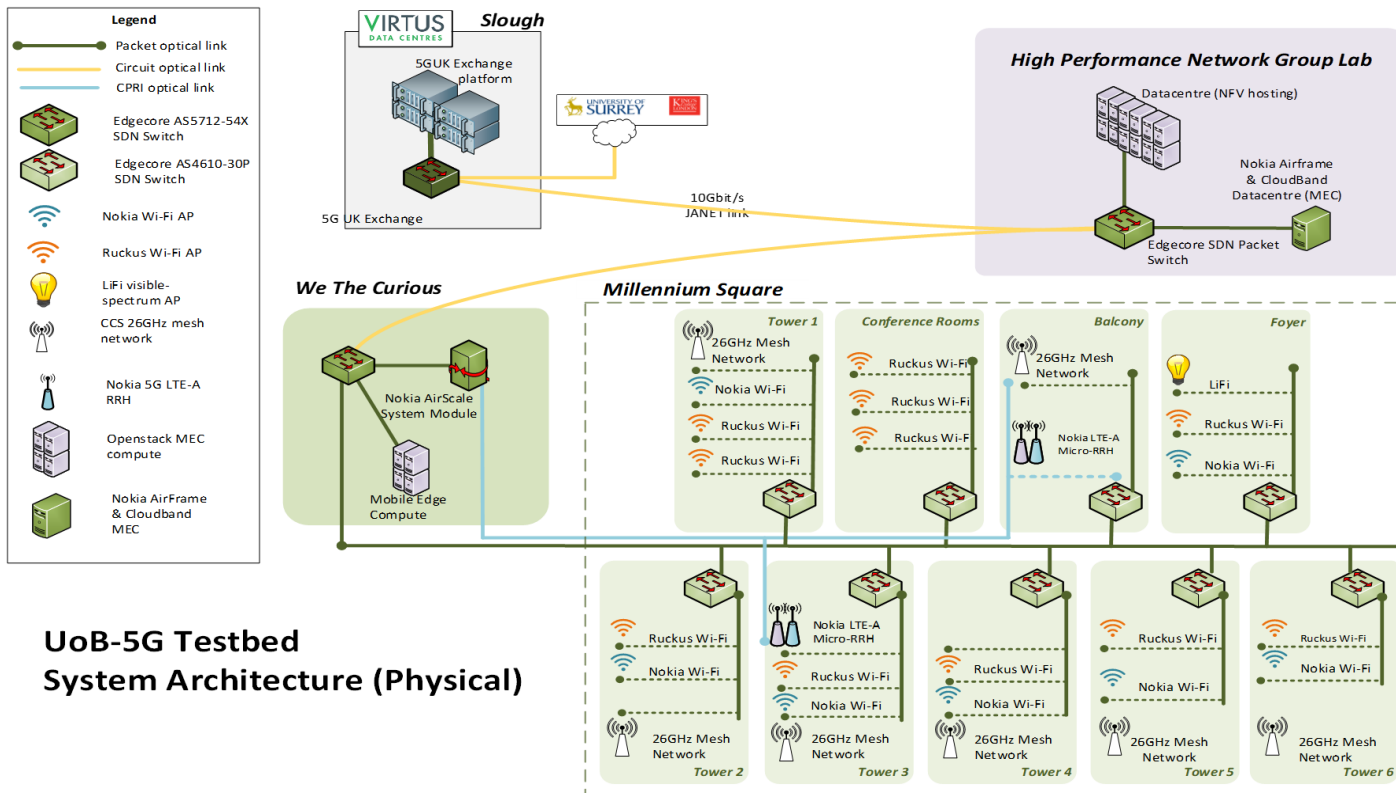 Legend
Packet optical link
Circuit optical link
CPRI optical link
Edgecore AS5712-54X
SDN Switch
Edgecore AS4610-30P
SDN Switch
Nokia Wi-Fi AP
Ruckus Wi-Fi AP
LiFi visible-
spectrum AP
CCS 26GHz mesh
network
Nokia 5G LTE-A
RRH
Openstack MEC
compute
Nokia AirFrame
& Cloudband
MEC
VIRTUS
DATA CENTRES
Slough
5GUK Exchange
platform
5G UK Exchange
UNIVERSITY OF
SURREY
KING'S
College
LONDON
10Gbit/s
JANET link
High Performance Network Group Lab
Datacentre (NFV hosting)
Nokia Airframe
& CloudBand
Datacentre (MEC)
Edgecore SDN Packet
Switch
We The Curious
Nokia AirScale
System Module
Mobile Edge
Compute
Millennium Square
Tower 1
26GHz Mesh
Network
Nokia Wi-Fi
Ruckus Wi-Fi
Ruckus Wi-Fi
Conference Rooms
Ruckus Wi-Fi
Ruckus Wi-Fi
Ruckus Wi-F
Balcony
26GHz Mesh
Network
Nokia LTE-A
Micro-RRH
Foyer
LiFi
Ruckus Wi-Fi
Nokia Wi-Fi
Ruckus Wi-Fi
Nokia Wi-Fi
26GHz Mesh
Network
Tower 2
Nokia LTE-A
Micro-RRH
Ruckus Wi-Fi
Nokia Wi-Fi
26GHz Mesh
Network
Tower 3
Ruckus Wi-Fi
Nokia Wi-Fi
26GHz Mesh
Network
Tower 4
Ruckus Wi-Fi
Nokia Wi-Fi
26GHz Mesh
Network
Tower 5
Ruckus Wi-Fi
Nokia Wi-Fi
26GHz Mesh
Network
Tower 6
UoB-5G Testbed
System Architecture (Physical)